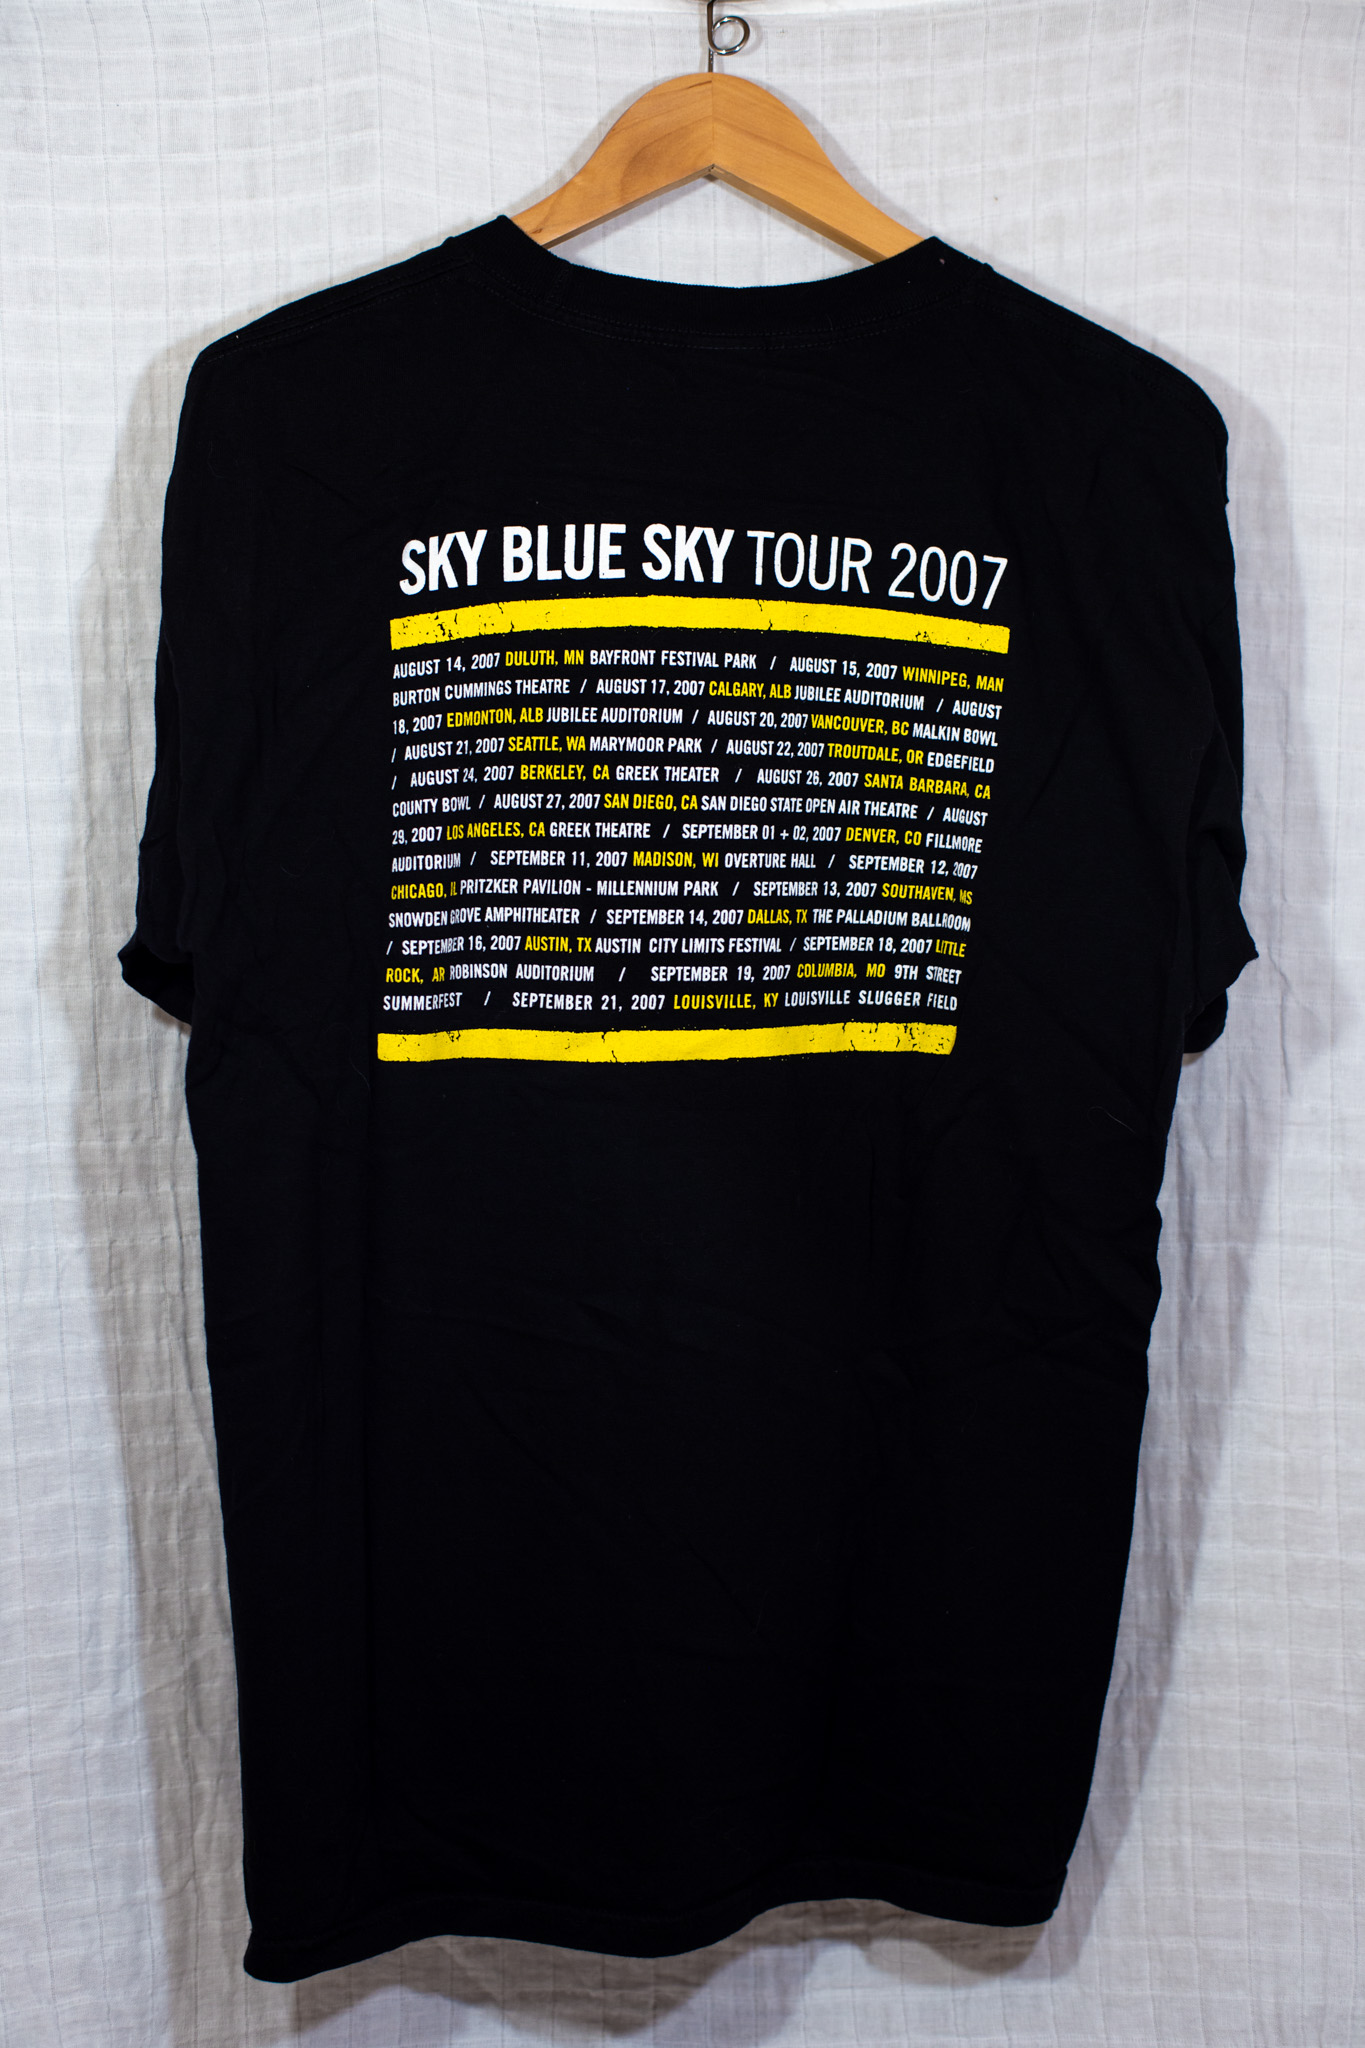 SKY BLUE SKY TOUR 2007
AUGUST 14, 2007 DULUTH, MN BAYFRONT FESTIVAL PARK / AUGUST 15, 2007 WINNIPEG, MAN
BURTON CUMMINGS THEATRE / AUGUST 17, 2007 CALGARY, ALB JUBILEE AUDITORIUM / AUGUST
18, 2007 EDMONTON, ALB JUBILEE AUDITORIUM / AUGUST 20, 2007 VANCOUVER, BC MALKIN BOWL
/ AUGUST 21, 2007 SEATTLE, WA MARYMOOR PARK / AUGUST 22, 2007 TROUTDALE, OR EDGEFIELD
/ AUGUST 24, 2007 BERKELEY, CA GREEK THEATER / AUGUST 26, 2007 SANTA BARBARA, CA
COUNTY BOWL / AUGUST 27, 2007 SAN DIEGO, CA SAN DIEGO STATE OPEN AIR THEATRE / AUGUST
29, 2007 LOS ANGELES, CA GREEK THEATRE / SEPTEMBER 01 + 02, 2007 DENVER, CO FILLMORE
AUDITORIUM / SEPTEMBER 11, 2007 MADISON, WI OVERTURE HALL / SEPTEMBER 12, 2007
CHICAGO, IL PRITZKER PAVILION - MILLENNIUM PARK / SEPTEMBER 13, 2007 SOUTHAVEN, MS
SNOWDEN GROVE AMPHITHEATER / SEPTEMBER 14, 2007 DALLAS, TX THE PALLADIUM BALLROOM
/ SEPTEMBER 16, 2007 AUSTIN, TX AUSTIN CITY LIMITS FESTIVAL / SEPTEMBER 18, 2007 LITTLE
ROCK, AR ROBINSON AUDITORIUM / SEPTEMBER 19, 2007 COLUMBIA, MO 9TH STREET
SUMMERFEST / SEPTEMBER 21, 2007 LOUISVILLE, KY LOUISVILLE SLUGGER FIELD